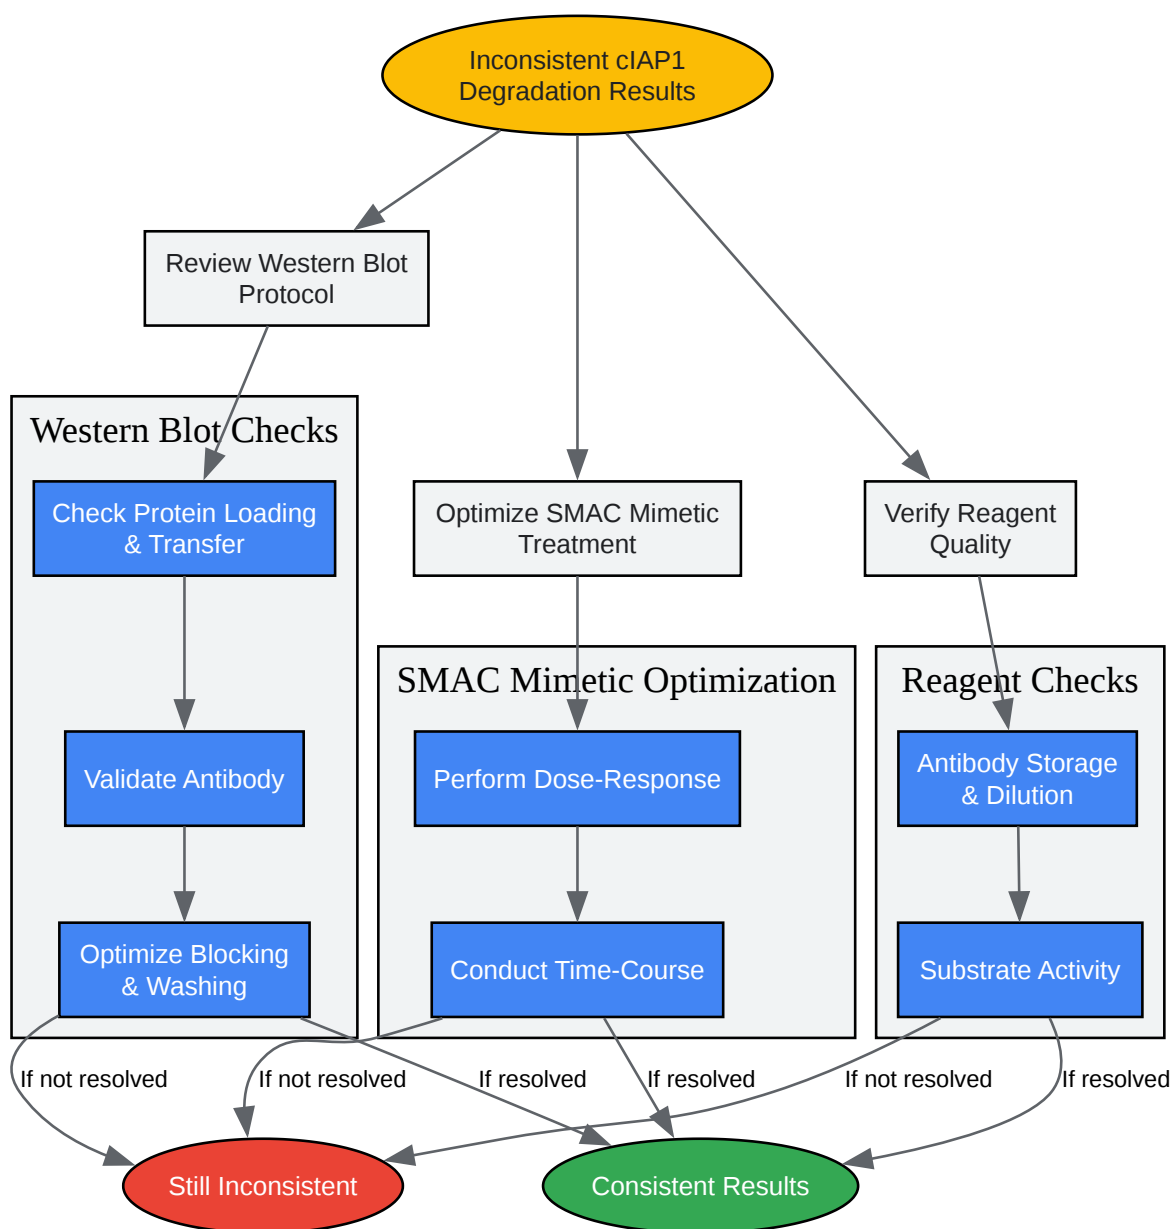 Inconsistent cIAP1
Degradation Results
Review Western Blot
Protocol
Western Blot Checks
Check Protein Loading
& Transfer
Optimize SMAC Mimetic
Treatment
Verify Reagent
Quality
SMAC Mimetic Optimization
Reagent Checks
Validate Antibody
Perform Dose-Response
Antibody Storage
& Dilution
Optimize Blocking
& Washing
Conduct Time-Course
Substrate Activity
If not resolved
If not resolved
If resolved
If resolved
If not resolved
If resolved
Still Inconsistent
Consistent Results